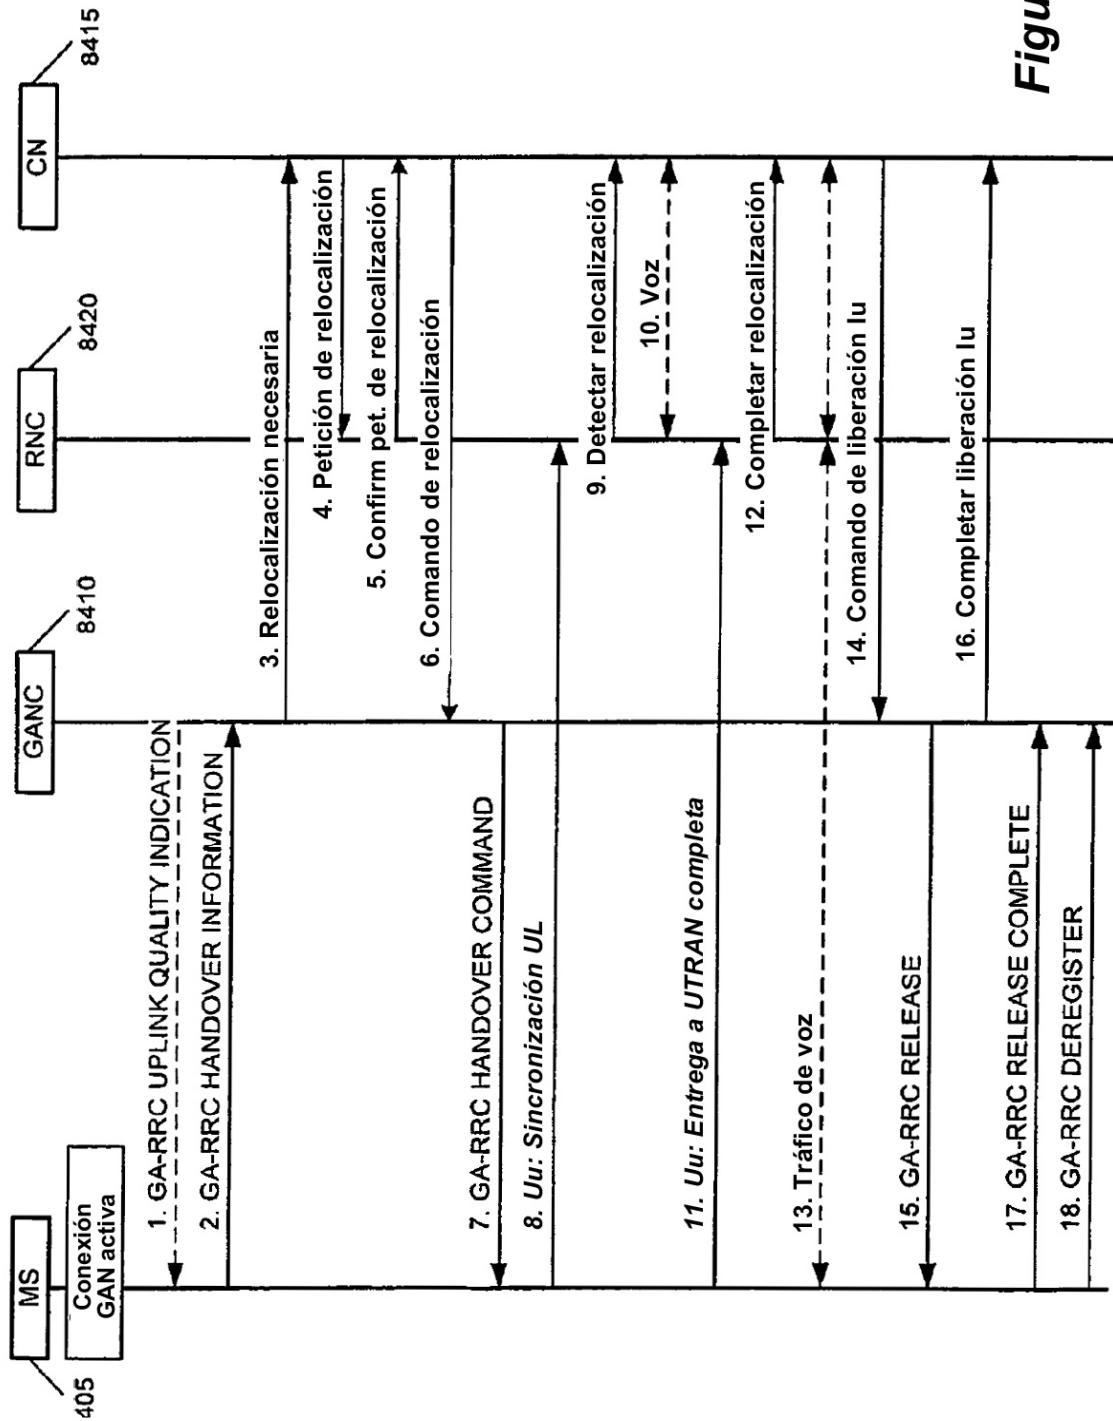 MS
GANC
RNC
CN
405
8410
8420
8415
Conexión
GAN activa
1. GA-RRC UPLINK QUALITY INDICATION
2. GA-RRC HANDOVER INFORMATION
3. Relocalización necesaria
4. Petición de relocalización
5. Confirm pet. de relocalización
6. Comando de relocalización
7. GA-RRC HANDOVER COMMAND
8. Uu: Sincronización UL
9. Detectar relocalización
10. Voz
11. Uu: Entrega a UTRAN completa
12. Completar relocalización
13. Tráfico de voz
14. Comando de liberación Iu
15. GA-RRC RELEASE
16. Completar liberación Iu
17. GA-RRC RELEASE COMPLETE
18. GA-RRC DEREGISTER